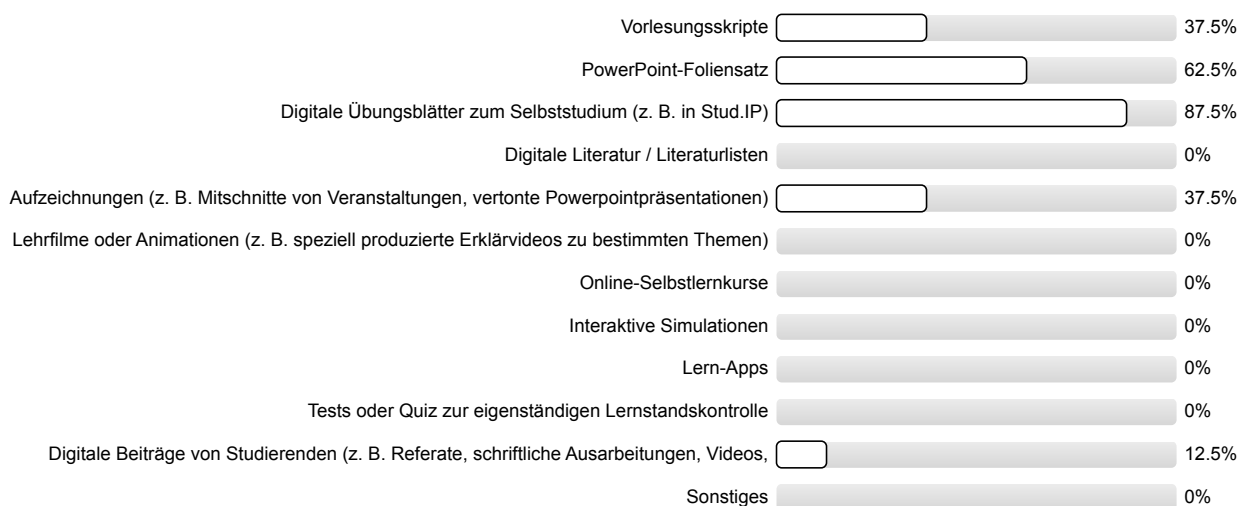 Vorlesungsskripte 37.5%
PowerPoint-Foliensatz 62.5%
Digitale Übungsblätter zum Selbststudium (z. B. in Stud.IP) 87.5%
Digitale Literatur / Literaturlisten 0%
Aufzeichnungen (z. B. Mitschnitte von Veranstaltungen, vertonte Powerpointpräsentationen) 37.5%
Lehrfilme oder Animationen (z. B. speziell produzierte Erklärvideos zu bestimmten Themen) 0%
Online-Selbstlernkurse 0%
Interaktive Simulationen 0%
Lern-Apps 0%
Tests oder Quiz zur eigenständigen Lernstandskontrolle 0%
Digitale Beiträge von Studierenden (z. B. Referate, schriftliche Ausarbeitungen, Videos, 12.5%
Sonstiges 0%